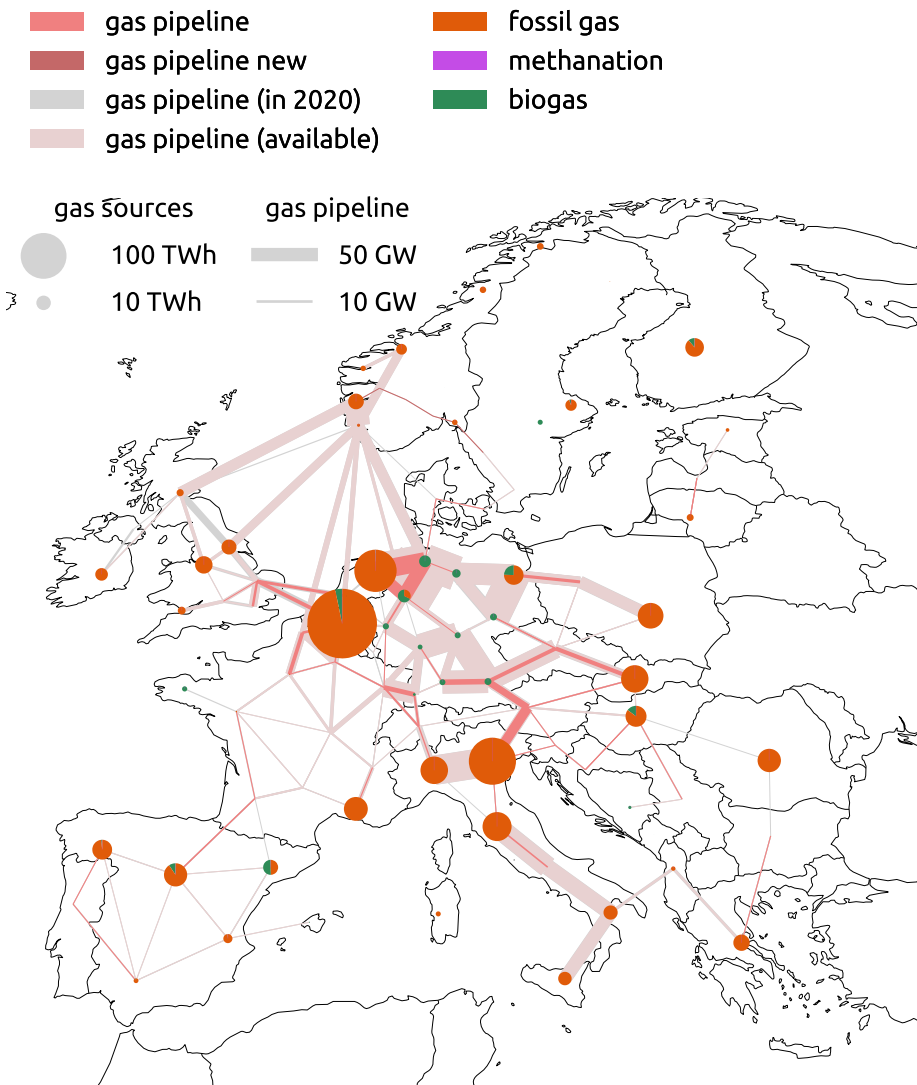 gas pipeline
gas pipeline new
gas pipeline (in 2020)
gas pipeline (available)
fossil gas
methanation
biogas
gas sources
100 TWh
10 TWh
gas pipeline
50 GW
10 GW